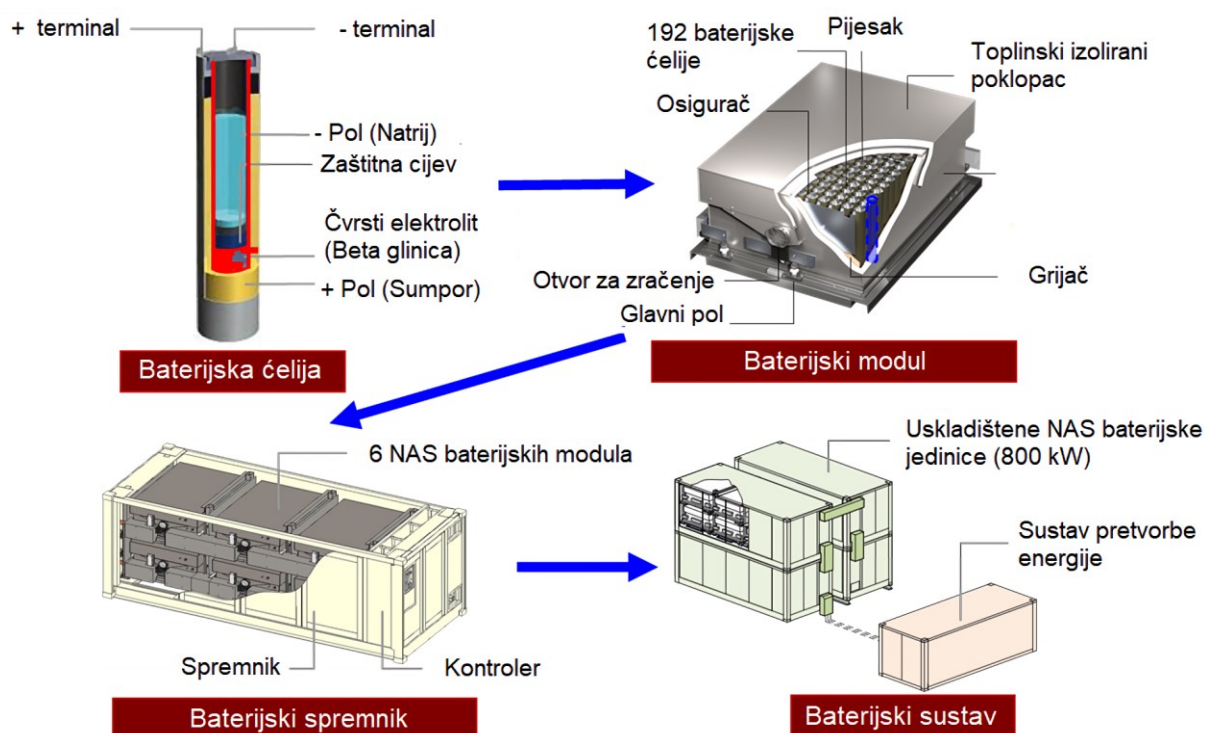 + terminal
- terminal
- Pol (Natrij)
Zaštitna cijev
Čvrsti elektrolit
(Beta glinica)
+ Pol (Sumpor)
Baterijska ćelija
192 baterijske
ćelije
Pijesak
Toplinski izolirani
poklopac
Osigurač
Otvor za zračenje
Grijač
Glavni pol
Baterijski modul
6 NAS baterijskih modula
Spremnik
Kontroler
Baterijski spremnik
Uskladištene NAS baterijske
jedinice (800 kW)
Sustav pretvorbe
energije
Baterijski sustav